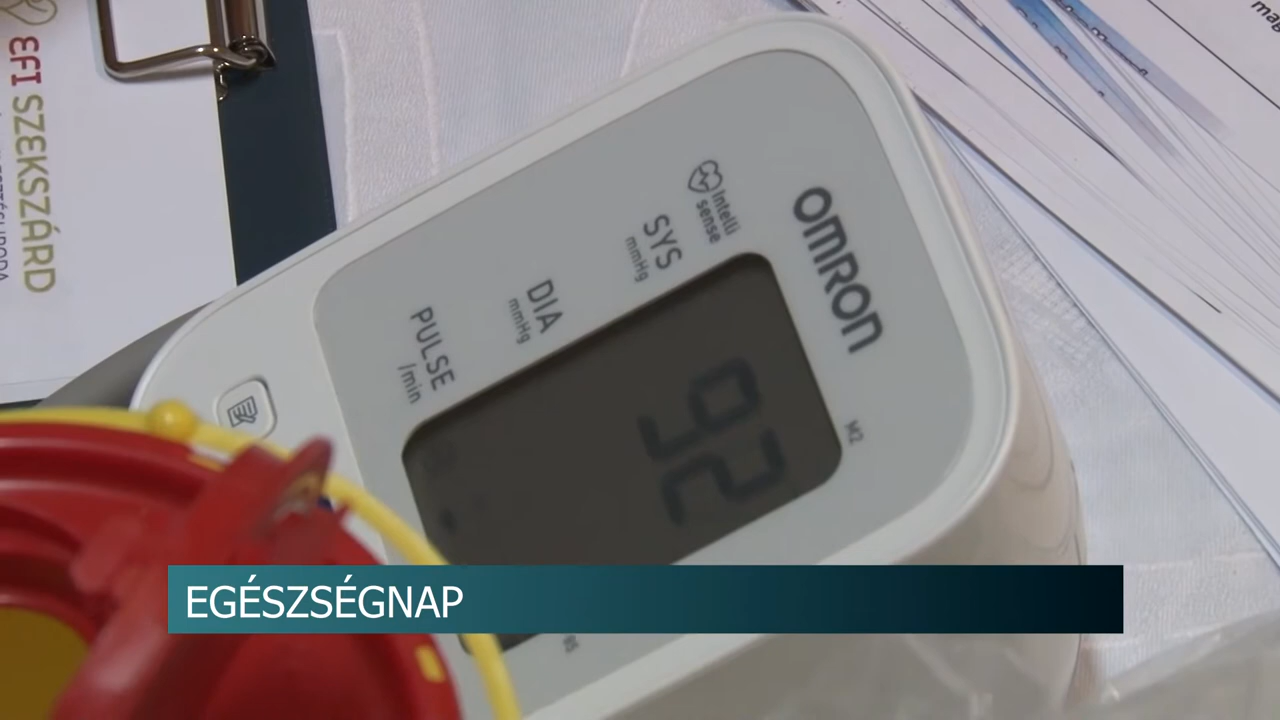 EFI SZEKSZÁRD
OMRON
Intelli
sense
SYS
mmHg
DIA
mmHg
PULSE
/min
92
M2
EGÉSZSÉGNAP